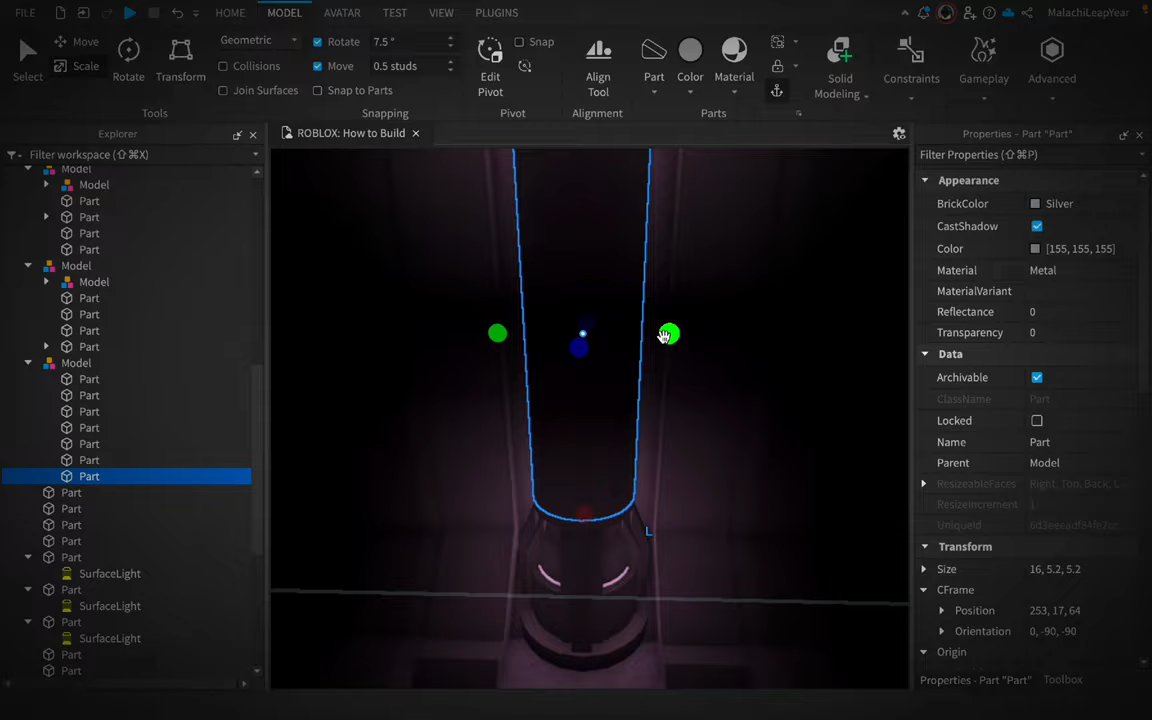 FILE HOME MODEL AVATAR TEST VIEW PLUGINS MalachiLeapYear
Select Move Scale Rotate Transform
Geometric
Collisions
Join Surfaces
Rotate 7.5 °
Move 0.5 studs
Snap to Parts
Edit Pivot
Snap
Align Tool
Part Color Material
Solid Modeling
Constraints Gameplay Advanced
Tools Snapping Pivot Alignment Parts
Explorer
Filter workspace (⇧⌘X)
Model
Model
Part
Part
Part
Part
Model
Model
Part
Part
Part
Part
Model
Part
Part
Part
Part
Part
Part
Part
Part
Part
Part
Part
Part
SurfaceLight
Part
SurfaceLight
Part
SurfaceLight
Part
Part
ROBLOX: How to Build
L
Properties - Part "Part"
Filter Properties (⇧⌘P)
Appearance
BrickColor Silver
CastShadow
Color [155, 155, 155]
Material Metal
MaterialVariant
Reflectance 0
Transparency 0
Data
Archivable
ClassName Part
Locked
Name Part
Parent Model
ResizeableFaces Right, Top, Back, L...
ResizeIncrement 1
UniqueId
Transform
Size 16, 5.2, 5.2
CFrame
Position 253, 17, 64
Orientation 0, -90, -90
Origin
Properties - Part "Part" Toolbox